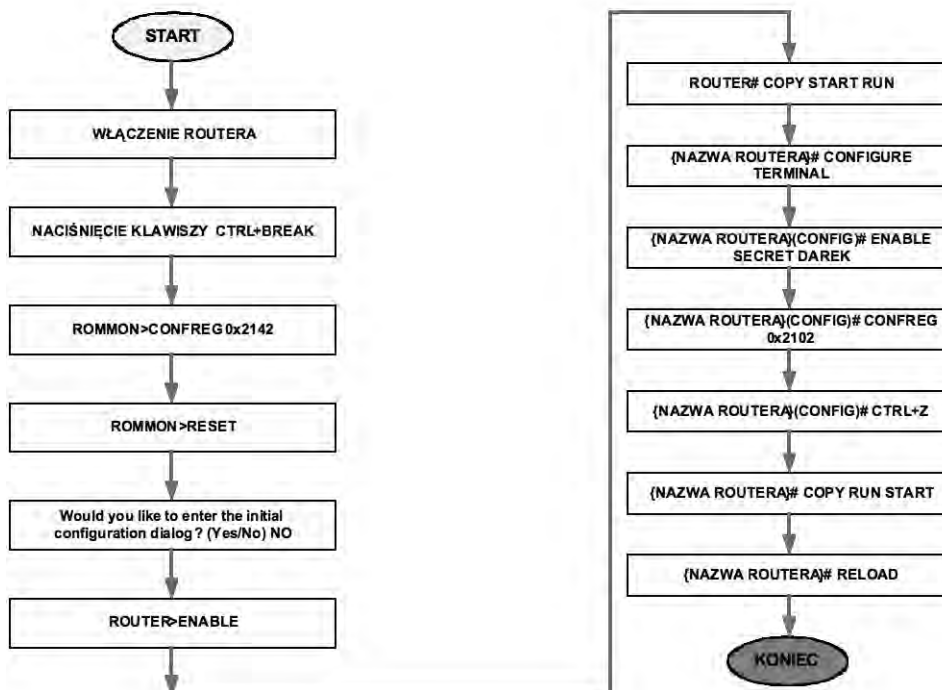 START
WŁĄCZENIE ROUTERA
NACIŚNIĘCIE KLAWISZY CTRL+BREAK
ROMMON>CONFREG 0x2142
ROMMON>RESET
Would you like to enter the initial
configuration dialog? (Yes/No) NO
ROUTER>ENABLE
ROUTER# COPY START RUN
{NAZWA ROUTERA}# CONFIGURE
TERMINAL
{NAZWA ROUTERA}(CONFIG)# ENABLE
SECRET DAREK
{NAZWA ROUTERA}(CONFIG)# CONFREG
0x2102
{NAZWA ROUTERA}(CONFIG)# CTRL+Z
{NAZWA ROUTERA}# COPY RUN START
{NAZWA ROUTERA}# RELOAD
KONIEC